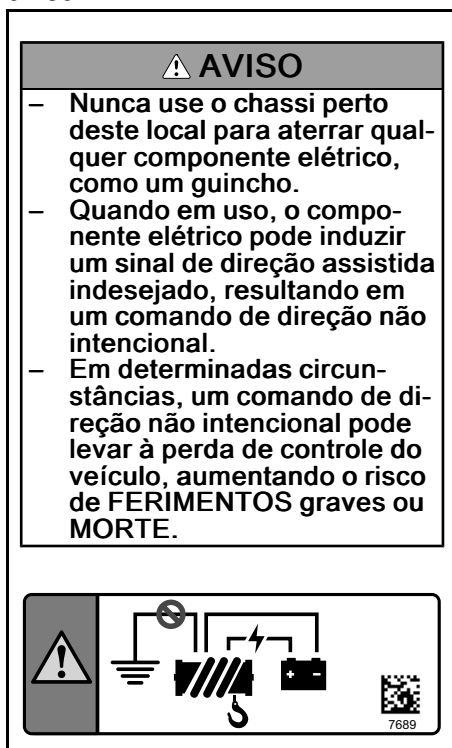 ⚠ AVISO
– Nunca use o chassi perto
deste local para aterrar qual-
quer componente elétrico,
como um guincho.
– Quando em uso, o compo-
nente elétrico pode induzir
um sinal de direção assistida
indesejado, resultando em
um comando de direção não
intencional.
– Em determinadas circun-
stâncias, um comando de di-
reção não intencional pode
levar à perda de controle do
veículo, aumentando o risco
de FERIMENTOS graves ou
MORTE.
+ -
7689